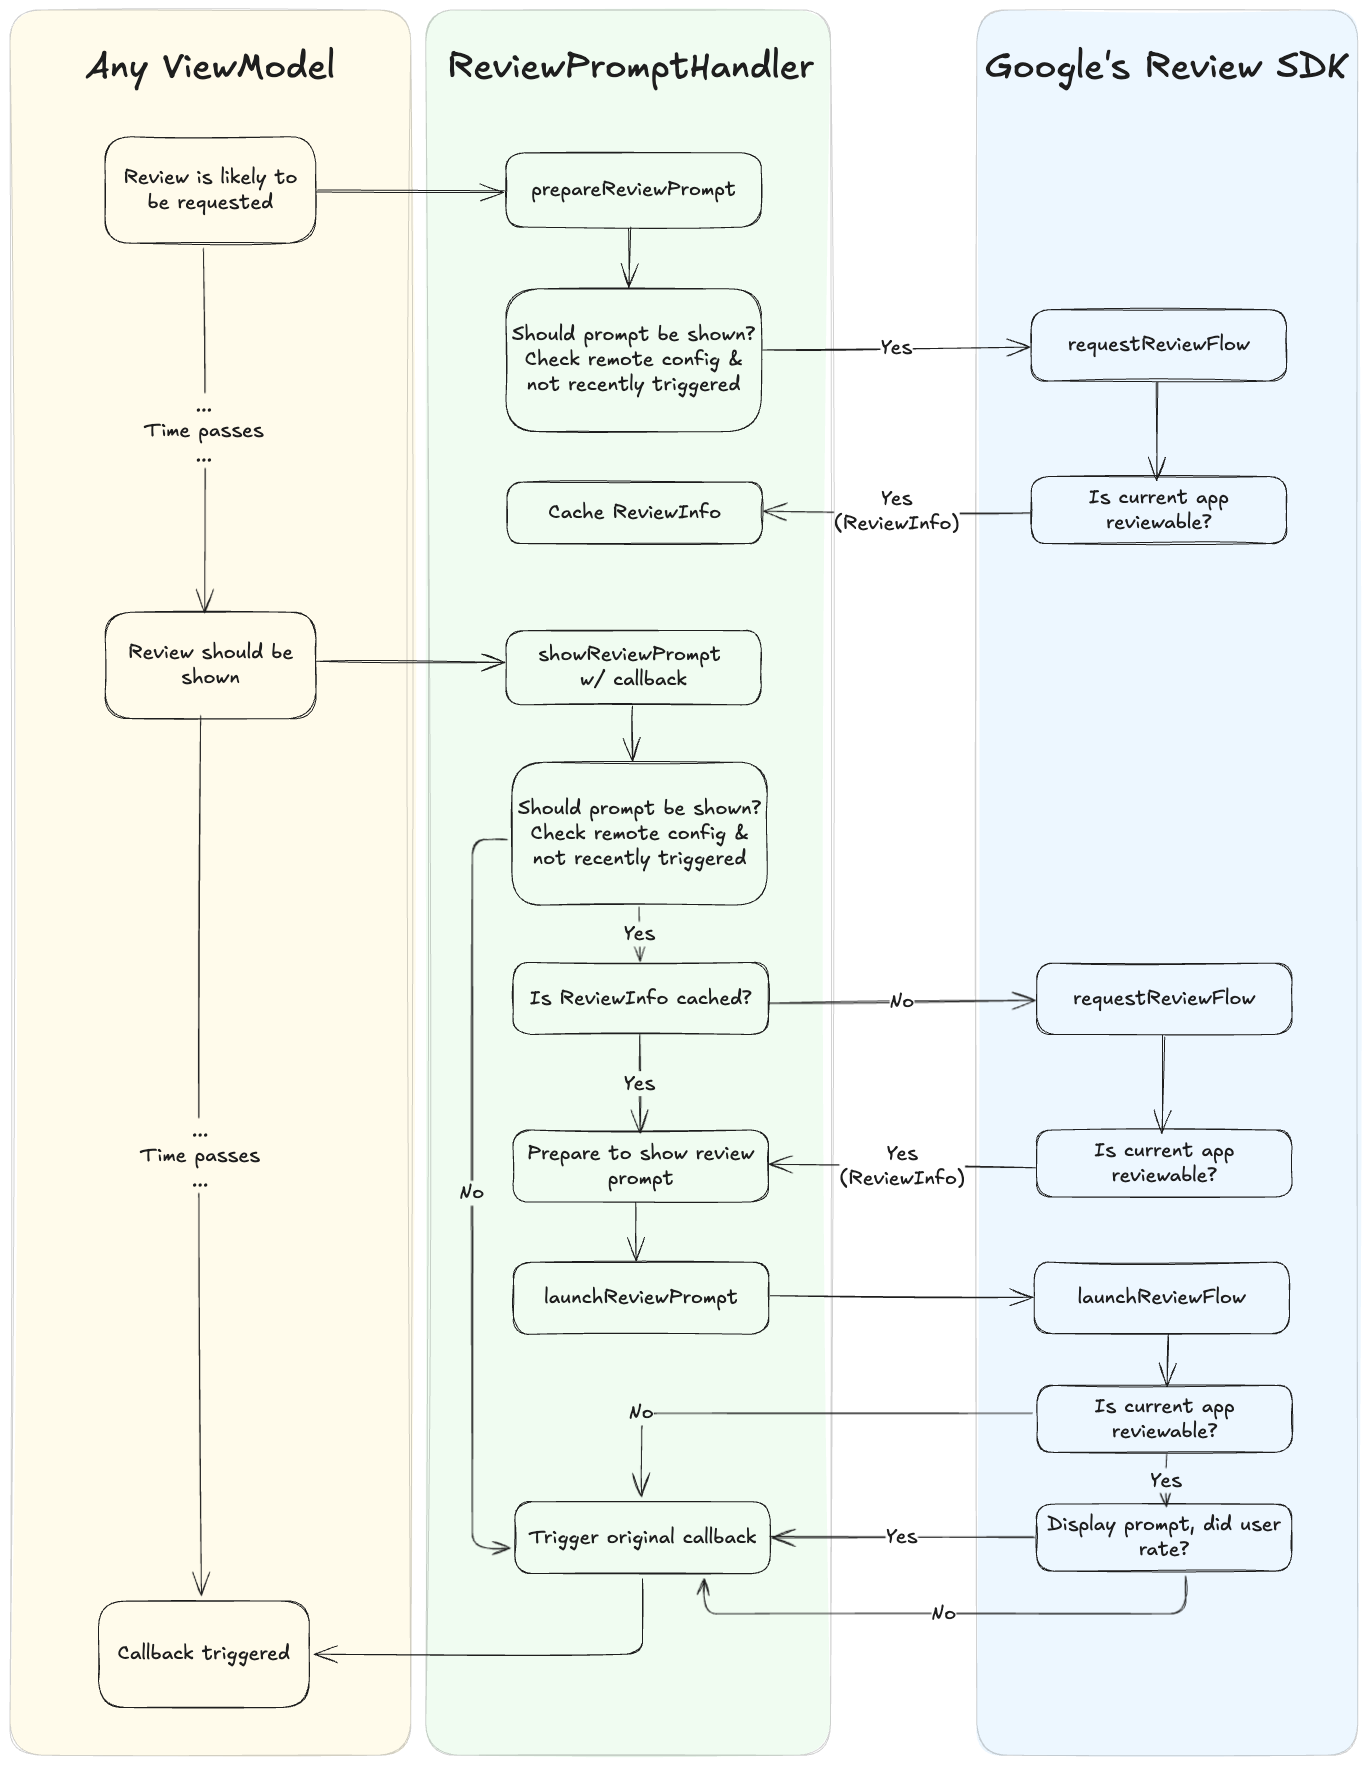 Any ViewModel
ReviewPromptHandler
Google's Review SDK
Review is likely to
be requested
prepareReviewPrompt
Should prompt be shown?
Check remote config &
not recently triggered
Yes
requestReviewFlow
...
Time passes
...
Cache ReviewInfo
Yes
(ReviewInfo)
Is current app
reviewable?
Review should be
shown
showReviewPrompt
w/ callback
Should prompt be shown?
Check remote config &
not recently triggered
Yes
Is ReviewInfo cached?
No
requestReviewFlow
Yes
...
Time passes
...
Prepare to show review
prompt
Yes
(ReviewInfo)
Is current app
reviewable?
No
launchReviewPrompt
launchReviewFlow
No
Is current app
reviewable?
Yes
Trigger original callback
Yes
Display prompt, did user
rate?
No
Callback triggered